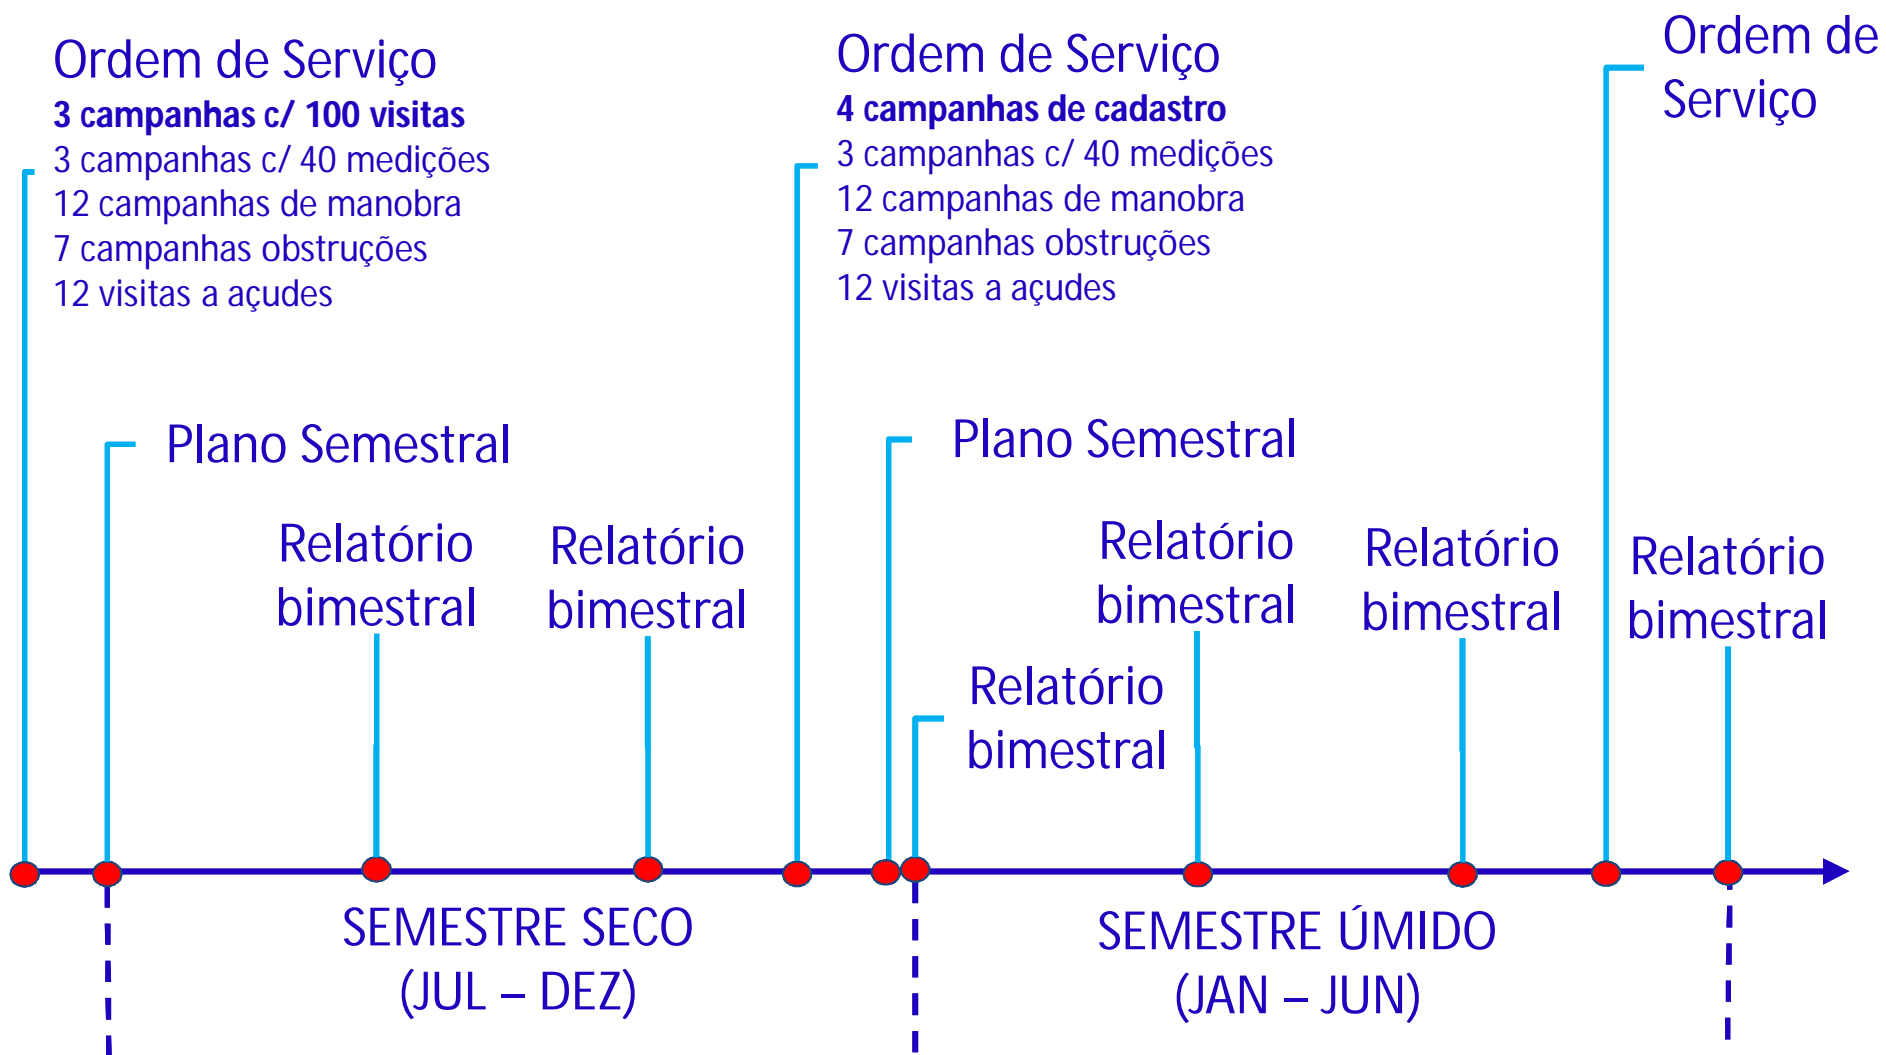 Ordem de Serviço
3 campanhas c/ 100 visitas
3 campanhas c/ 40 medições
12 campanhas de manobra
7 campanhas obstruções
12 visitas a açudes
Ordem de Serviço
4 campanhas de cadastro
3 campanhas c/ 40 medições
12 campanhas de manobra
7 campanhas obstruções
12 visitas a açudes
Ordem de
Serviço
Plano Semestral
Plano Semestral
Relatório
bimestral
Relatório
bimestral
Relatório
bimestral
Relatório
bimestral
Relatório
bimestral
Relatório
bimestral
SEMESTRE SECO
(JUL – DEZ)
SEMESTRE ÚMIDO
(JAN – JUN)